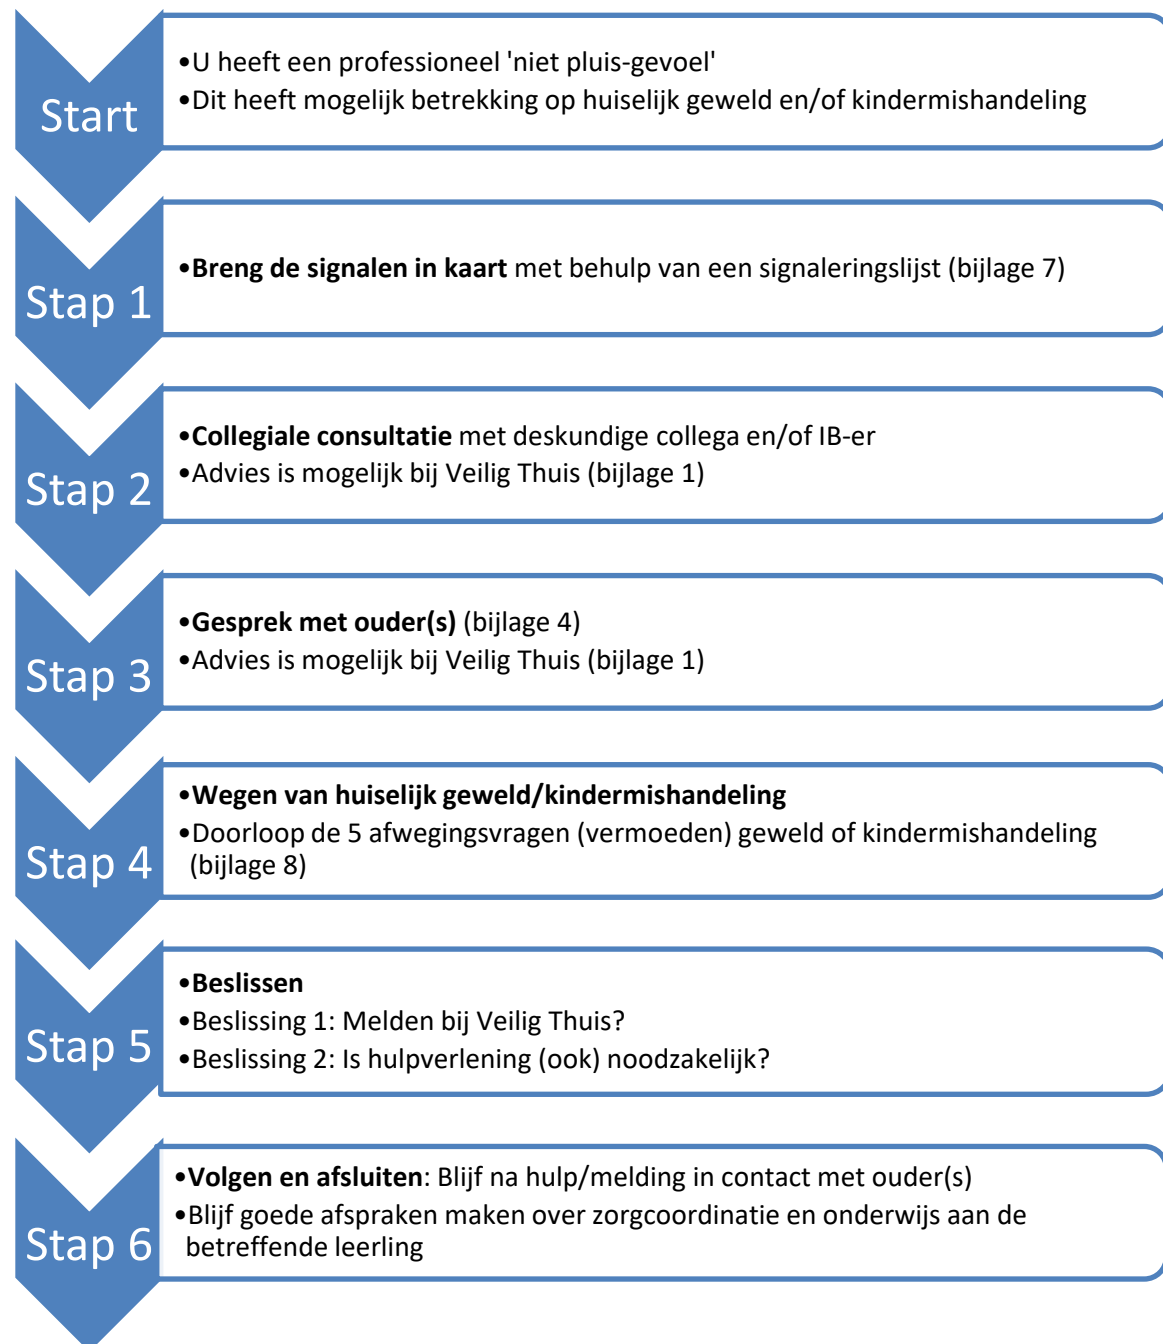 Start
•U heeft een professioneel 'niet pluis-gevoel'
•Dit heeft mogelijk betrekking op huiselijk geweld en/of kindermishandeling
Stap 1
•Breng de signalen in kaart met behulp van een signaleringslijst (bijlage 7)
Stap 2
•Collegiale consultatie met deskundige collega en/of IB-er
•Advies is mogelijk bij Veilig Thuis (bijlage 1)
Stap 3
•Gesprek met ouder(s) (bijlage 4)
•Advies is mogelijk bij Veilig Thuis (bijlage 1)
Stap 4
•Wegen van huiselijk geweld/kindermishandeling
•Doorloop de 5 afwegingsvragen (vermoeden) geweld of kindermishandeling
(bijlage 8)
Stap 5
•Beslissen
•Beslissing 1: Melden bij Veilig Thuis?
•Beslissing 2: Is hulpverlening (ook) noodzakelijk?
Stap 6
•Volgen en afsluiten: Blijf na hulp/melding in contact met ouder(s)
•Blijf goede afspraken maken over zorgcoordinatie en onderwijs aan de
betreffende leerling